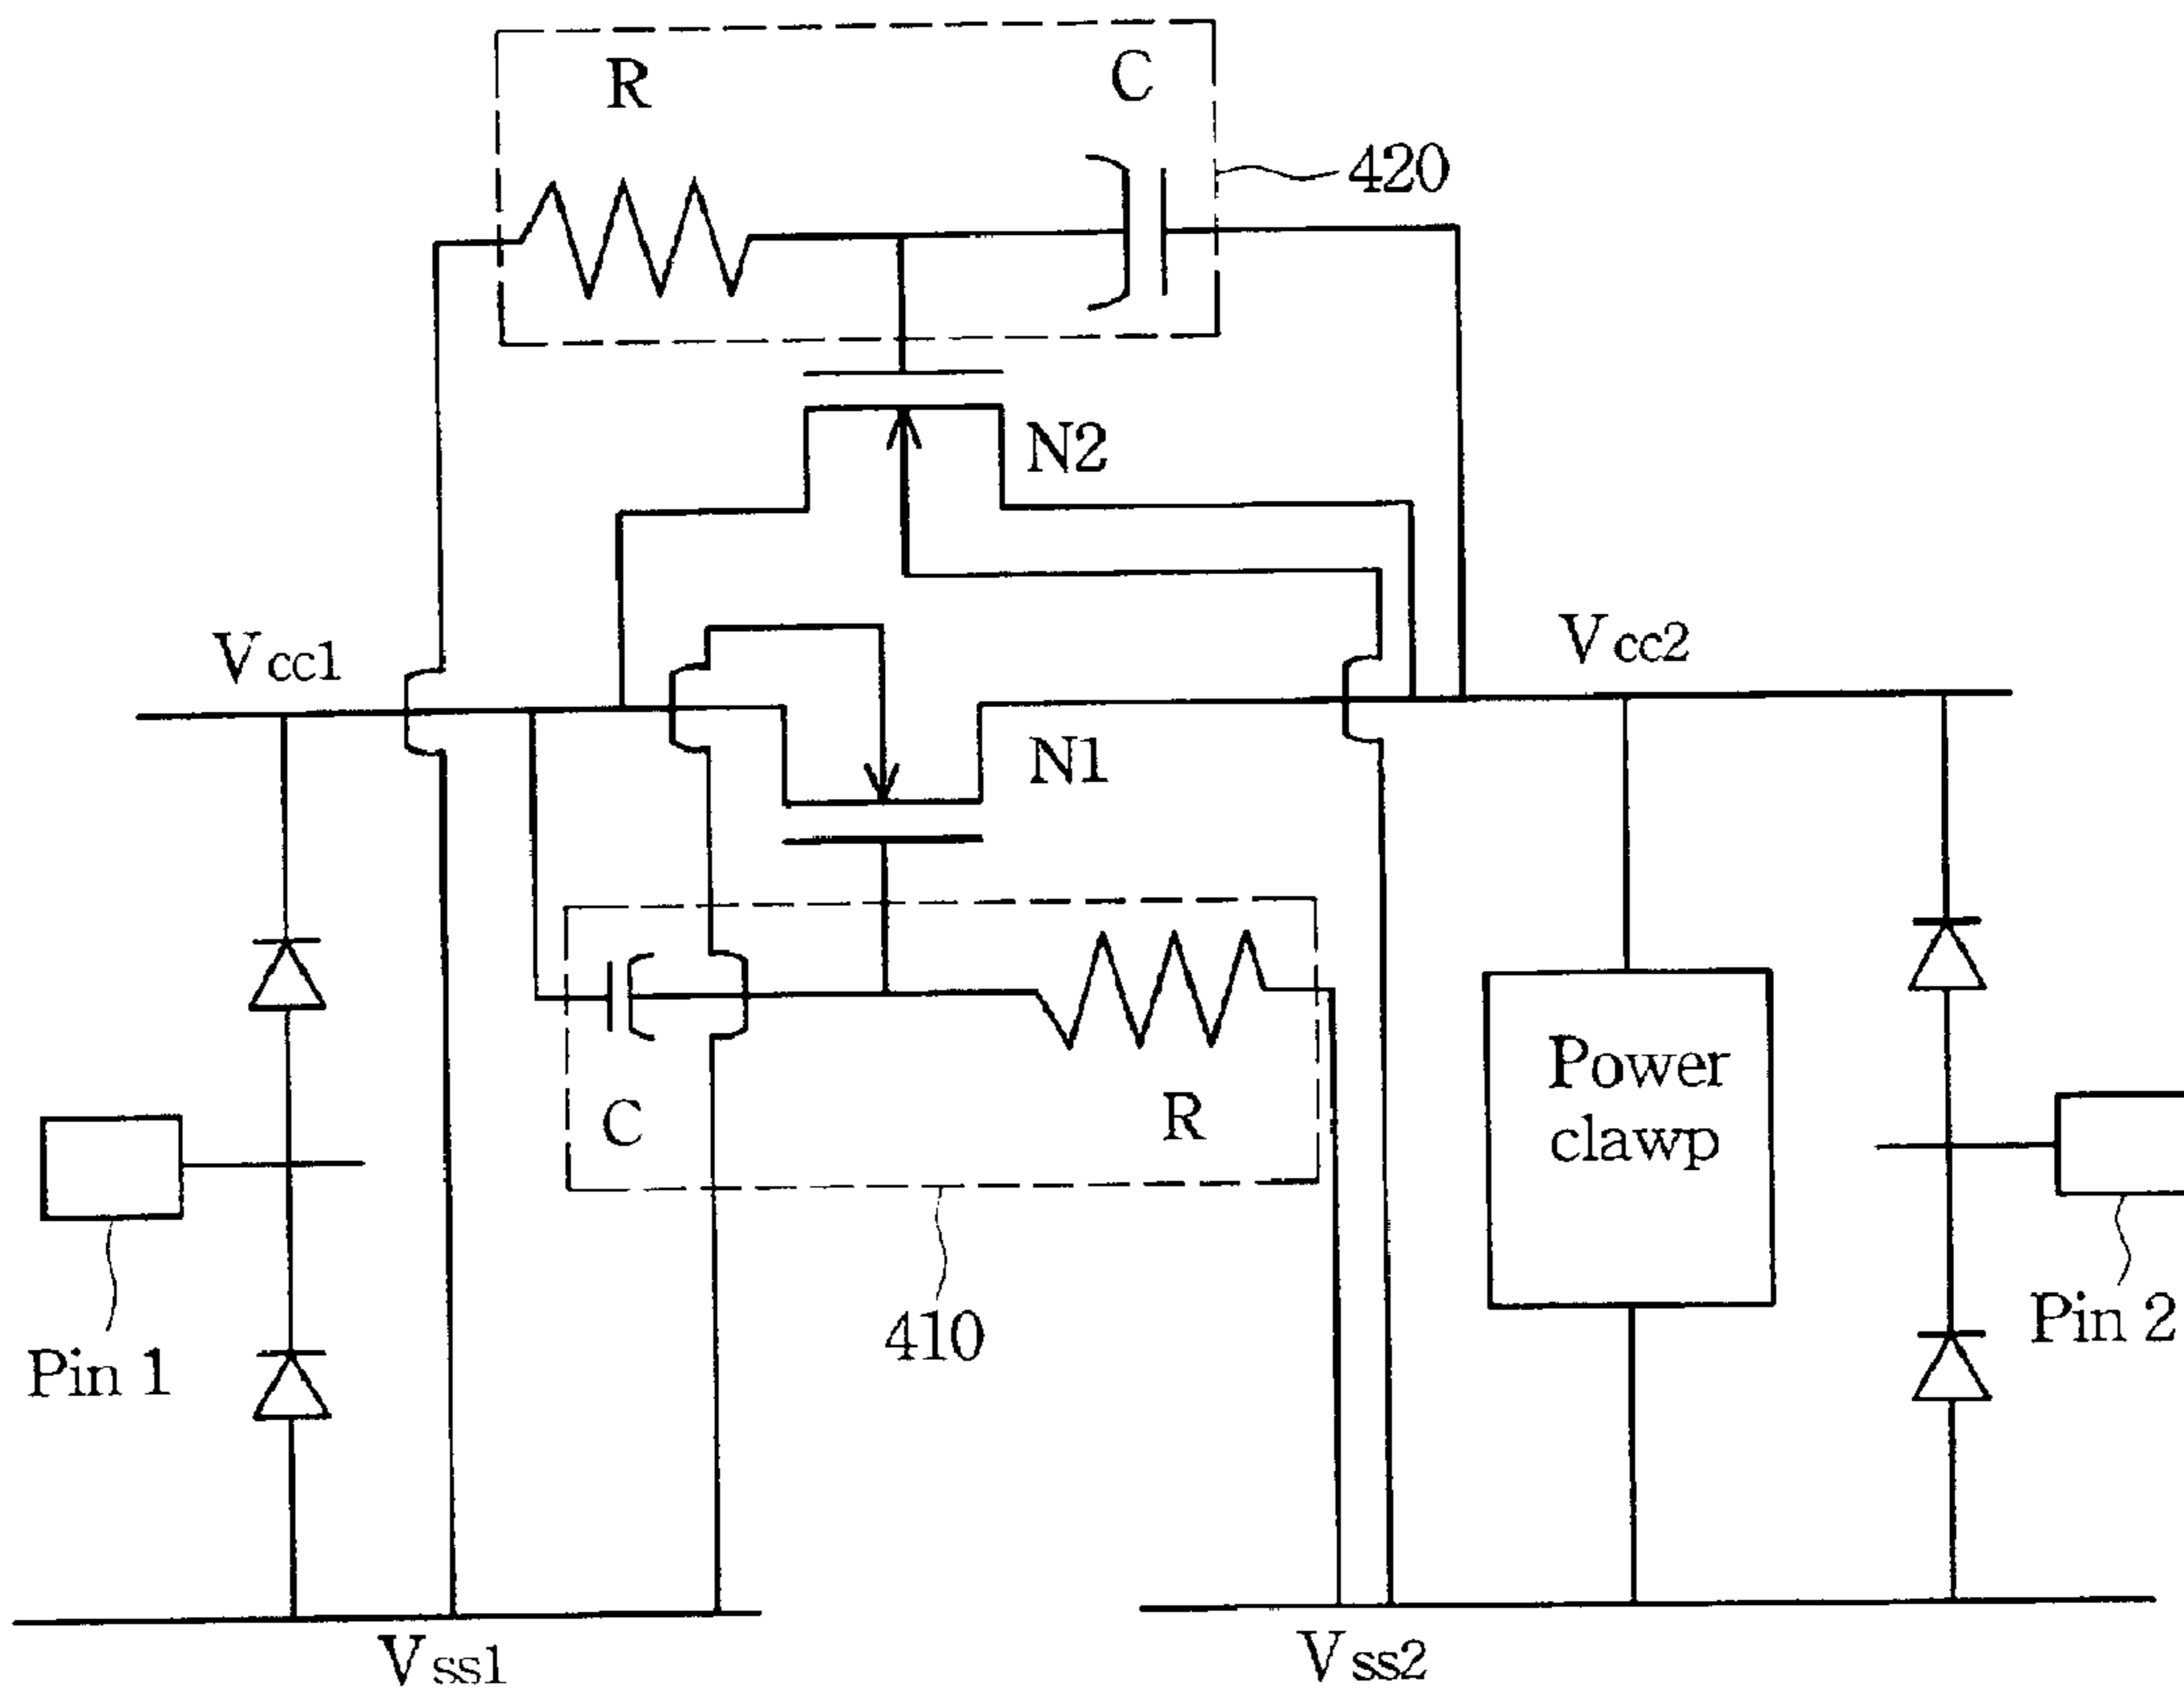 R
C
420
N2
Vcc1
Vcc2
N1
Power
clawp
C
R
410
Pin 1
Pin 2
Vss1
Vss2